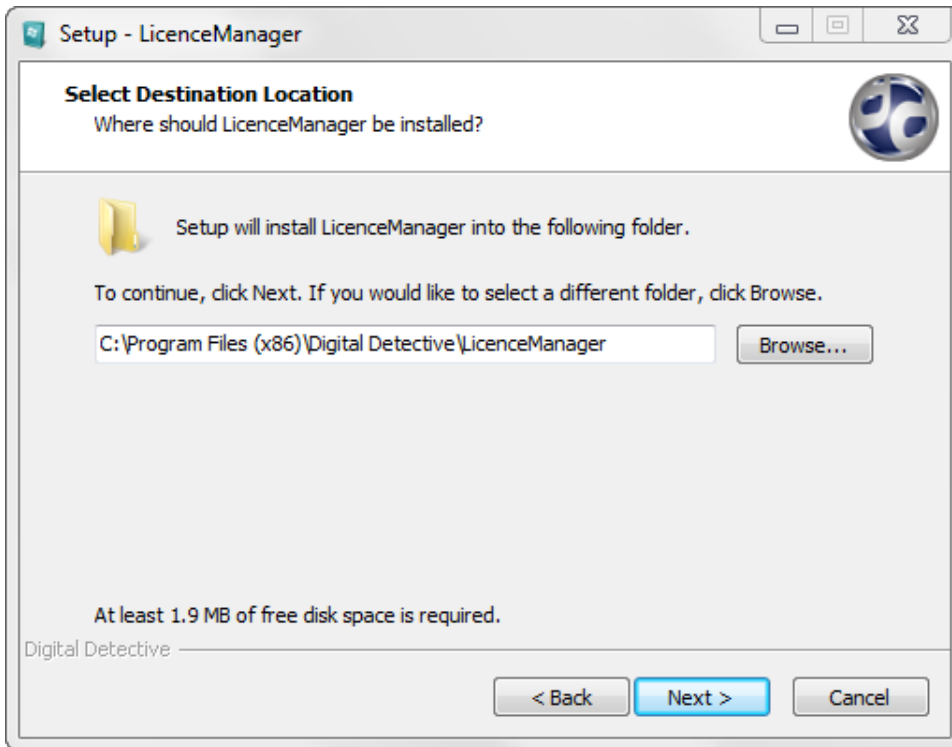 Setup - LicenceManager
Select Destination Location
Where should LicenceManager be installed?
Setup will install LicenceManager into the following folder.
To continue, click Next. If you would like to select a different folder, click Browse.
C:\Program Files (x86)\Digital Detective\LicenceManager
Browse...
At least 1.9 MB of free disk space is required.
Digital Detective
< Back Next > Cancel